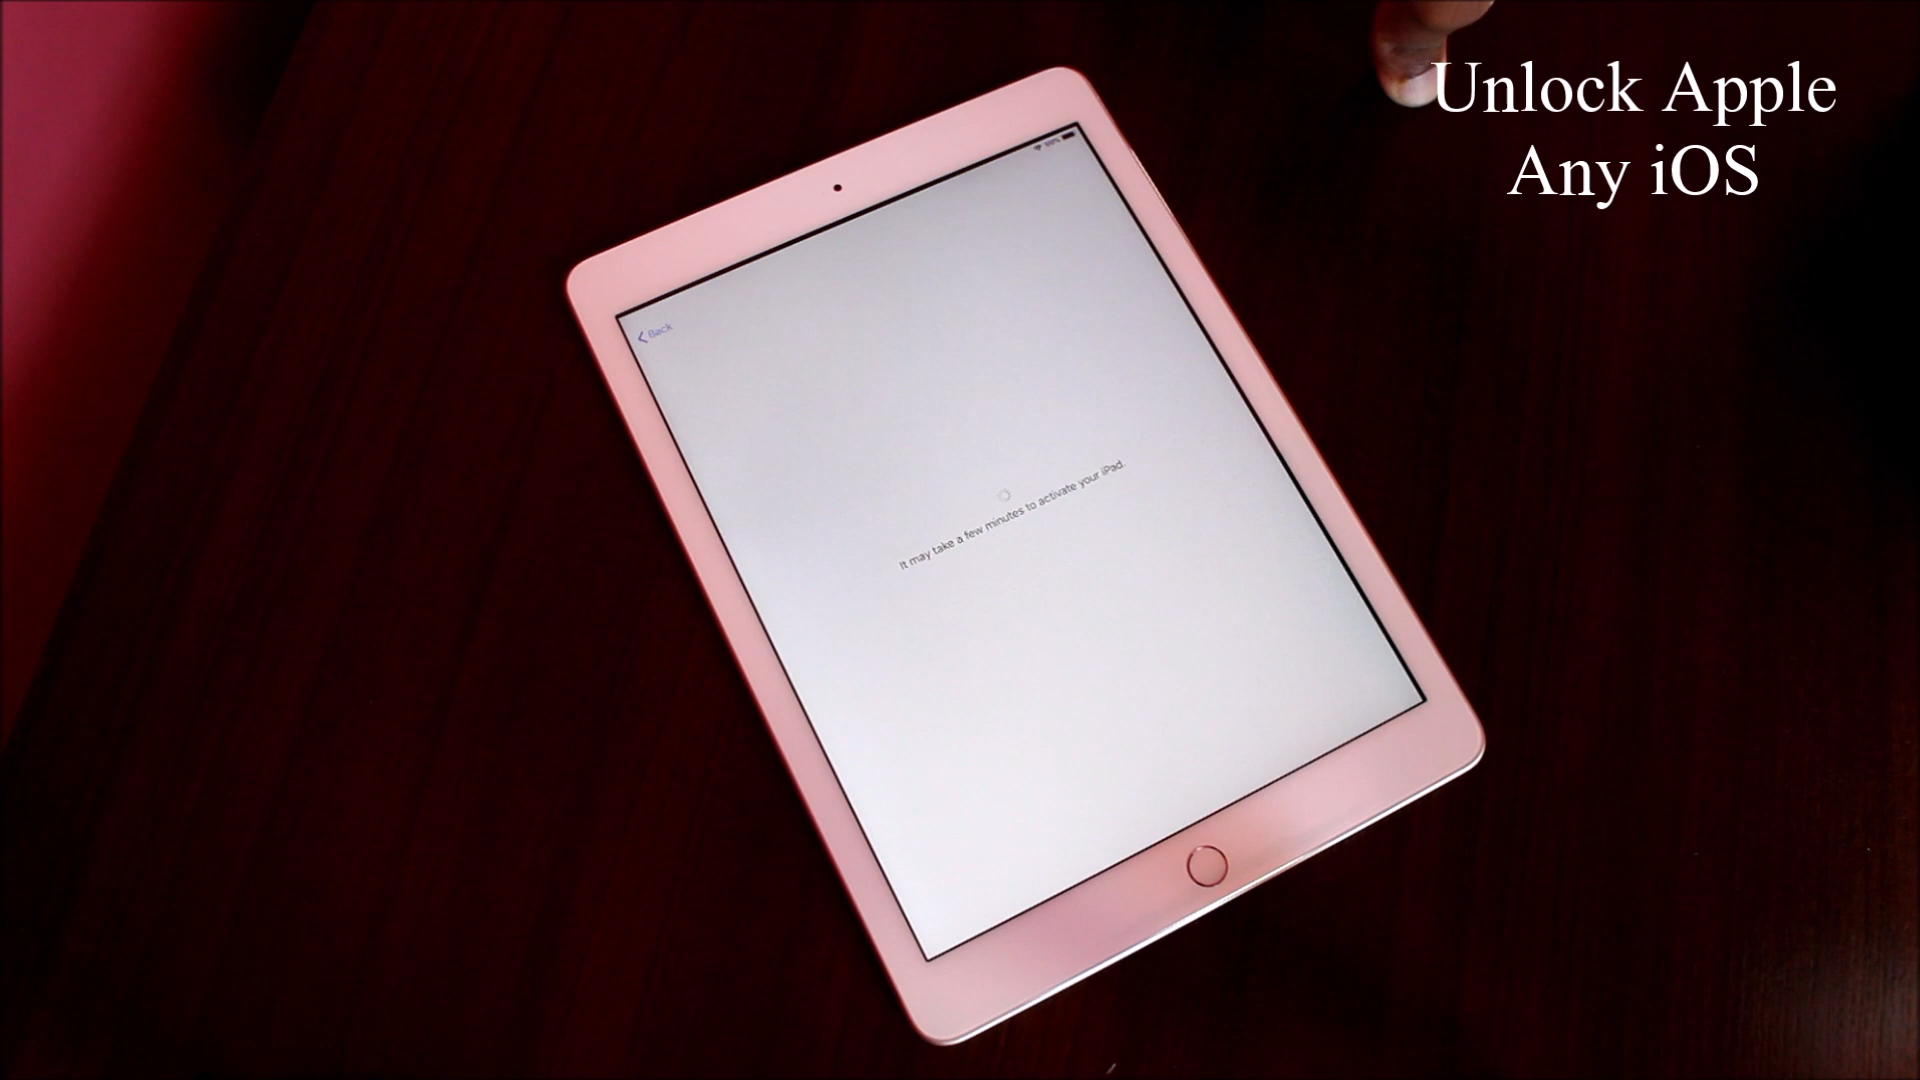 Unlock Apple
Any iOS
Back
It may take a few minutes to activate your iPad.